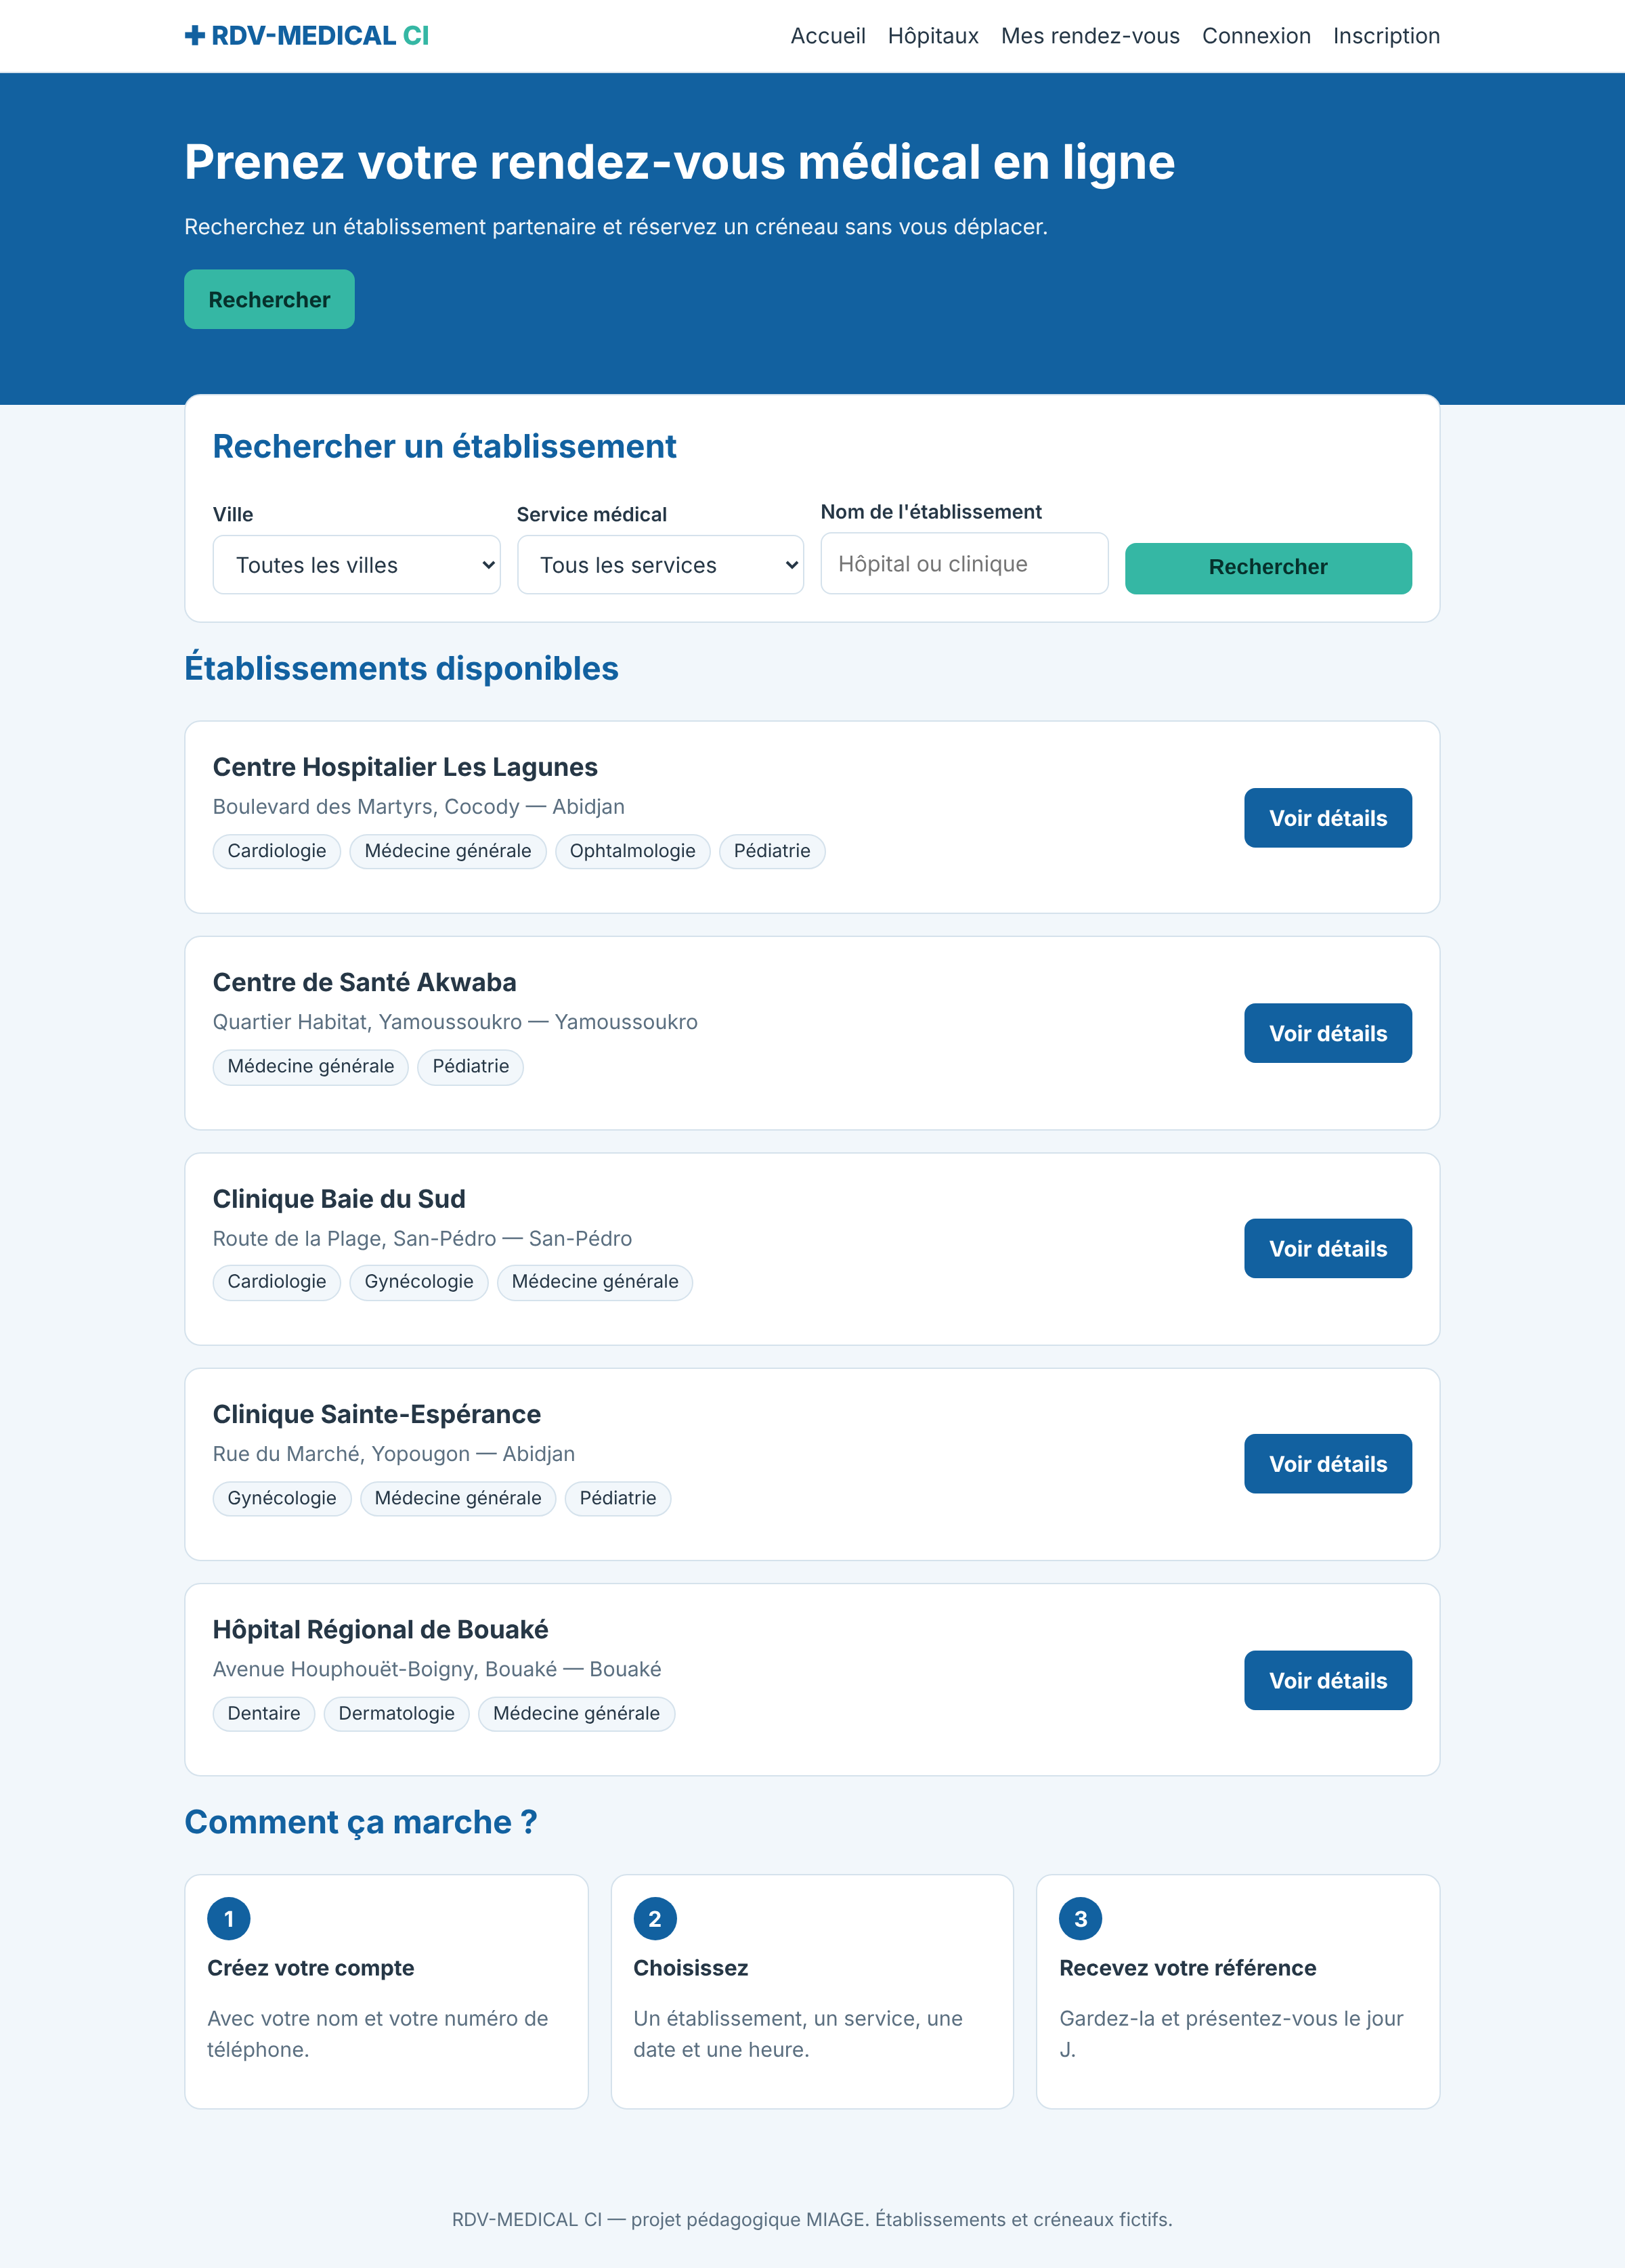 ✚ RDV-MEDICAL CI
Accueil Hôpitaux Mes rendez-vous Connexion Inscription
Prenez votre rendez-vous médical en ligne
Recherchez un établissement partenaire et réservez un créneau sans vous déplacer.
Rechercher
Rechercher un établissement
Ville
Toutes les villes
Service médical
Tous les services
Nom de l'établissement
Hôpital ou clinique
Rechercher
Établissements disponibles
Centre Hospitalier Les Lagunes
Boulevard des Martyrs, Cocody — Abidjan
Cardiologie Médecine générale Ophtalmologie Pédiatrie
Voir détails
Centre de Santé Akwaba
Quartier Habitat, Yamoussoukro — Yamoussoukro
Médecine générale Pédiatrie
Voir détails
Clinique Baie du Sud
Route de la Plage, San-Pédro — San-Pédro
Cardiologie Gynécologie Médecine générale
Voir détails
Clinique Sainte-Espérance
Rue du Marché, Yopougon — Abidjan
Gynécologie Médecine générale Pédiatrie
Voir détails
Hôpital Régional de Bouaké
Avenue Houphouët-Boigny, Bouaké — Bouaké
Dentaire Dermatologie Médecine générale
Voir détails
Comment ça marche ?
1
Créez votre compte
Avec votre nom et votre numéro de
téléphone.
2
Choisissez
Un établissement, un service, une
date et une heure.
3
Recevez votre référence
Gardez-la et présentez-vous le jour
J.
RDV-MEDICAL CI — projet pédagogique MIAGE. Établissements et créneaux fictifs.